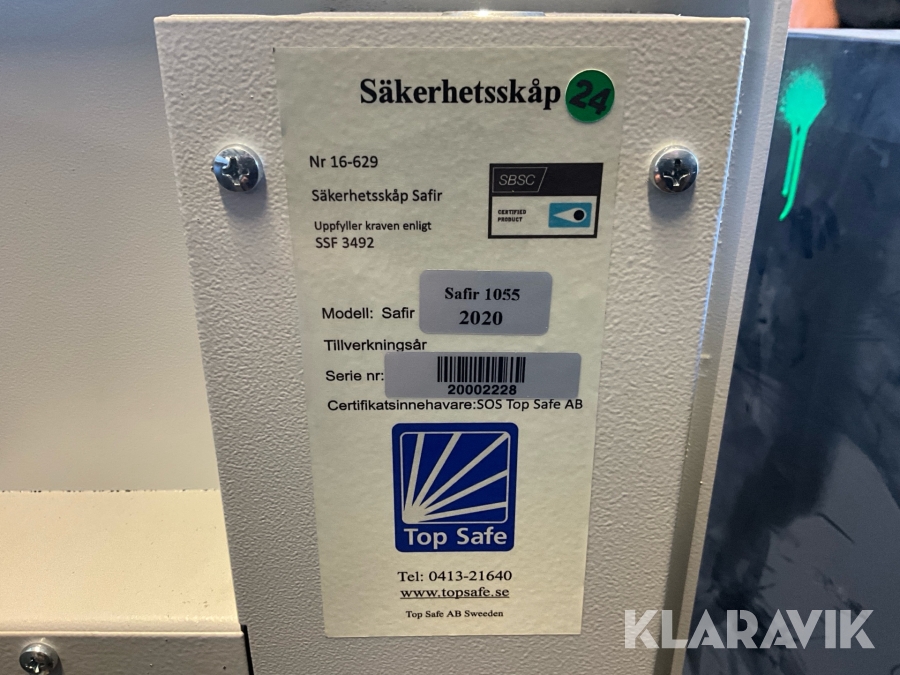 Säkerhetsskåp 24
Nr 16-629
SBSC
CERTIFIED
PRODUCT
Säkerhetsskåp Safir
Uppfyller kraven enligt
SSF 3492
Modell: Safir
Safir 1055
2020
Tillverkningsår
Serie nr:
20002228
Certifikatsinnehavare:SOS Top Safe AB
Top Safe
Tel: 0413-21640
www.topsafe.se
Top Safe AB Sweden
KLARAVIK